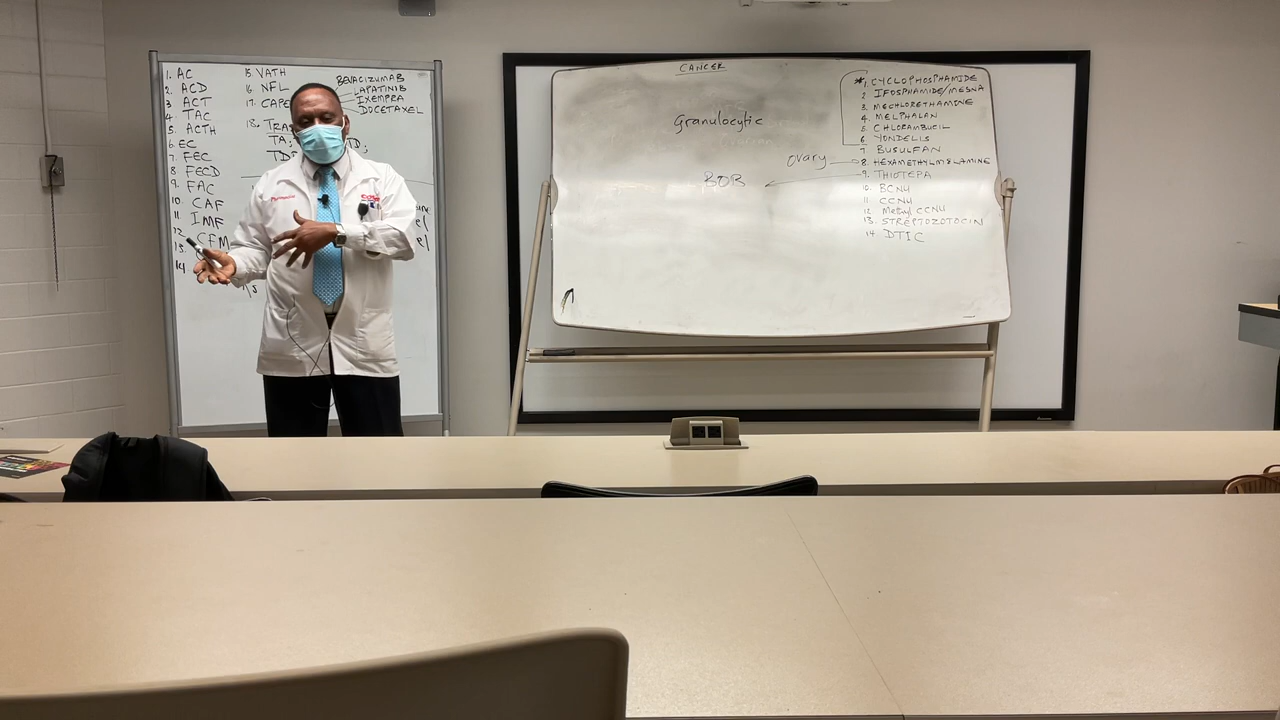 1. AC
2. ACD
3 ACT
4. TAC
5. ACTH
6. EC
7. FEC
8. FECD
9. FAC
10. CAF
11 IMF
12. CFM
13.
14
15. VATH
16. NFL
17. CAPE
18. TRAS
TA
TD
BEVACIZUMAB
LAPATINIB
IXEMPRA
DOCETAXEL
CANCER
Granulocytic
ovary
BOR
*1 CYCLOPHOSPHAMIDE
2 IFOSPHAMIDE/MESNA
3. MECHLORETHAMINE
4. MELPHALAN
5 CHLORAMBUCIL
6 YONDELIS
7 BUSULFAN
8. HEXAMETHYLMELAMINE
9. THIOTEPA
10. BCNU
11. CCNU
12 Methyl CCNU
13. STREPTOZOTOCIN
14. DTIC